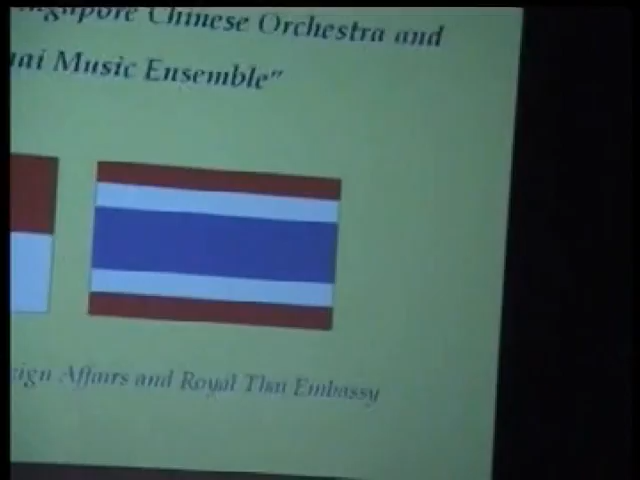 Chinese Orchestra and
Music Ensemble"
Affairs and Royal Thai Embassy